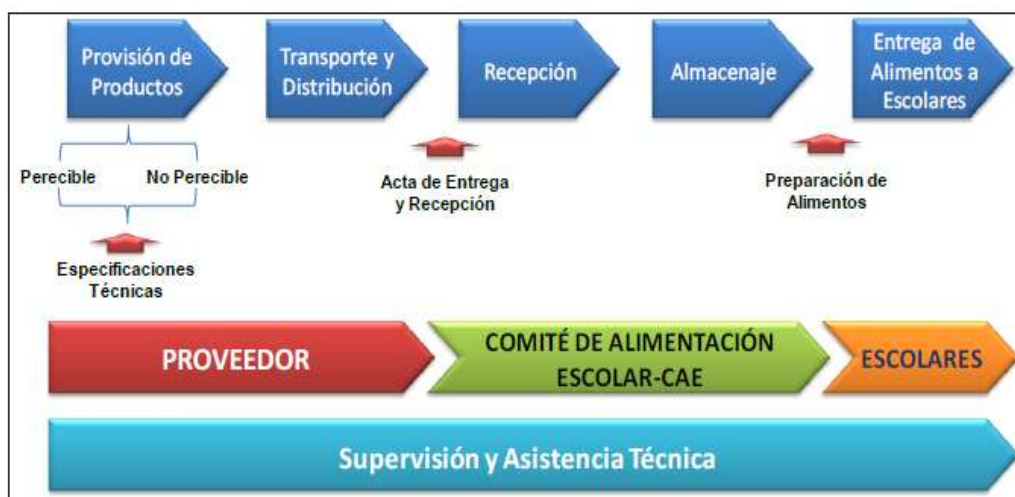 Provisión de
Productos
Transporte y
Distribución
Recepción
Almacenaje
Entrega de
Alimentos a
Escolares
Perecible
No Perecible
Acta de Entrega
y Recepción
Preparación de
Alimentos
Especificaciones
Técnicas
PROVEEDOR
COMITÉ DE ALIMENTACIÓN
ESCOLAR-CAE
ESCOLARES
Supervisión y Asistencia Técnica